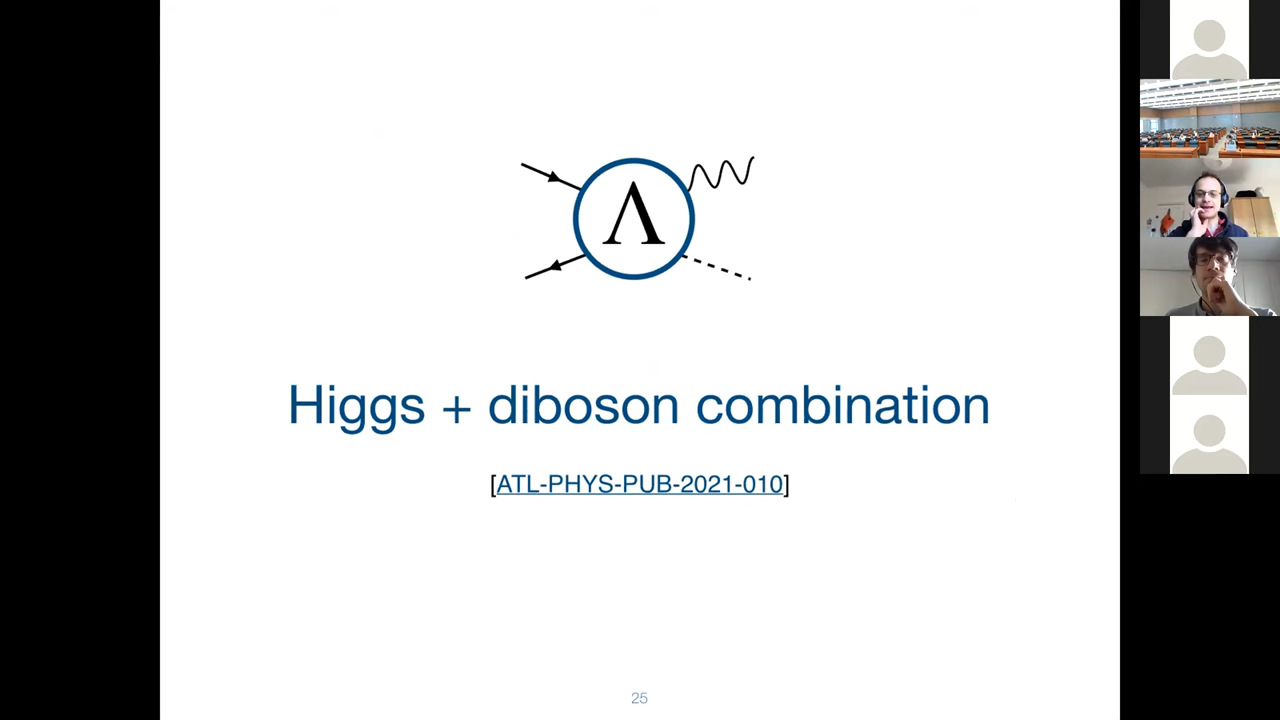 Λ
Higgs + diboson combination
[ATL-PHYS-PUB-2021-010]
25